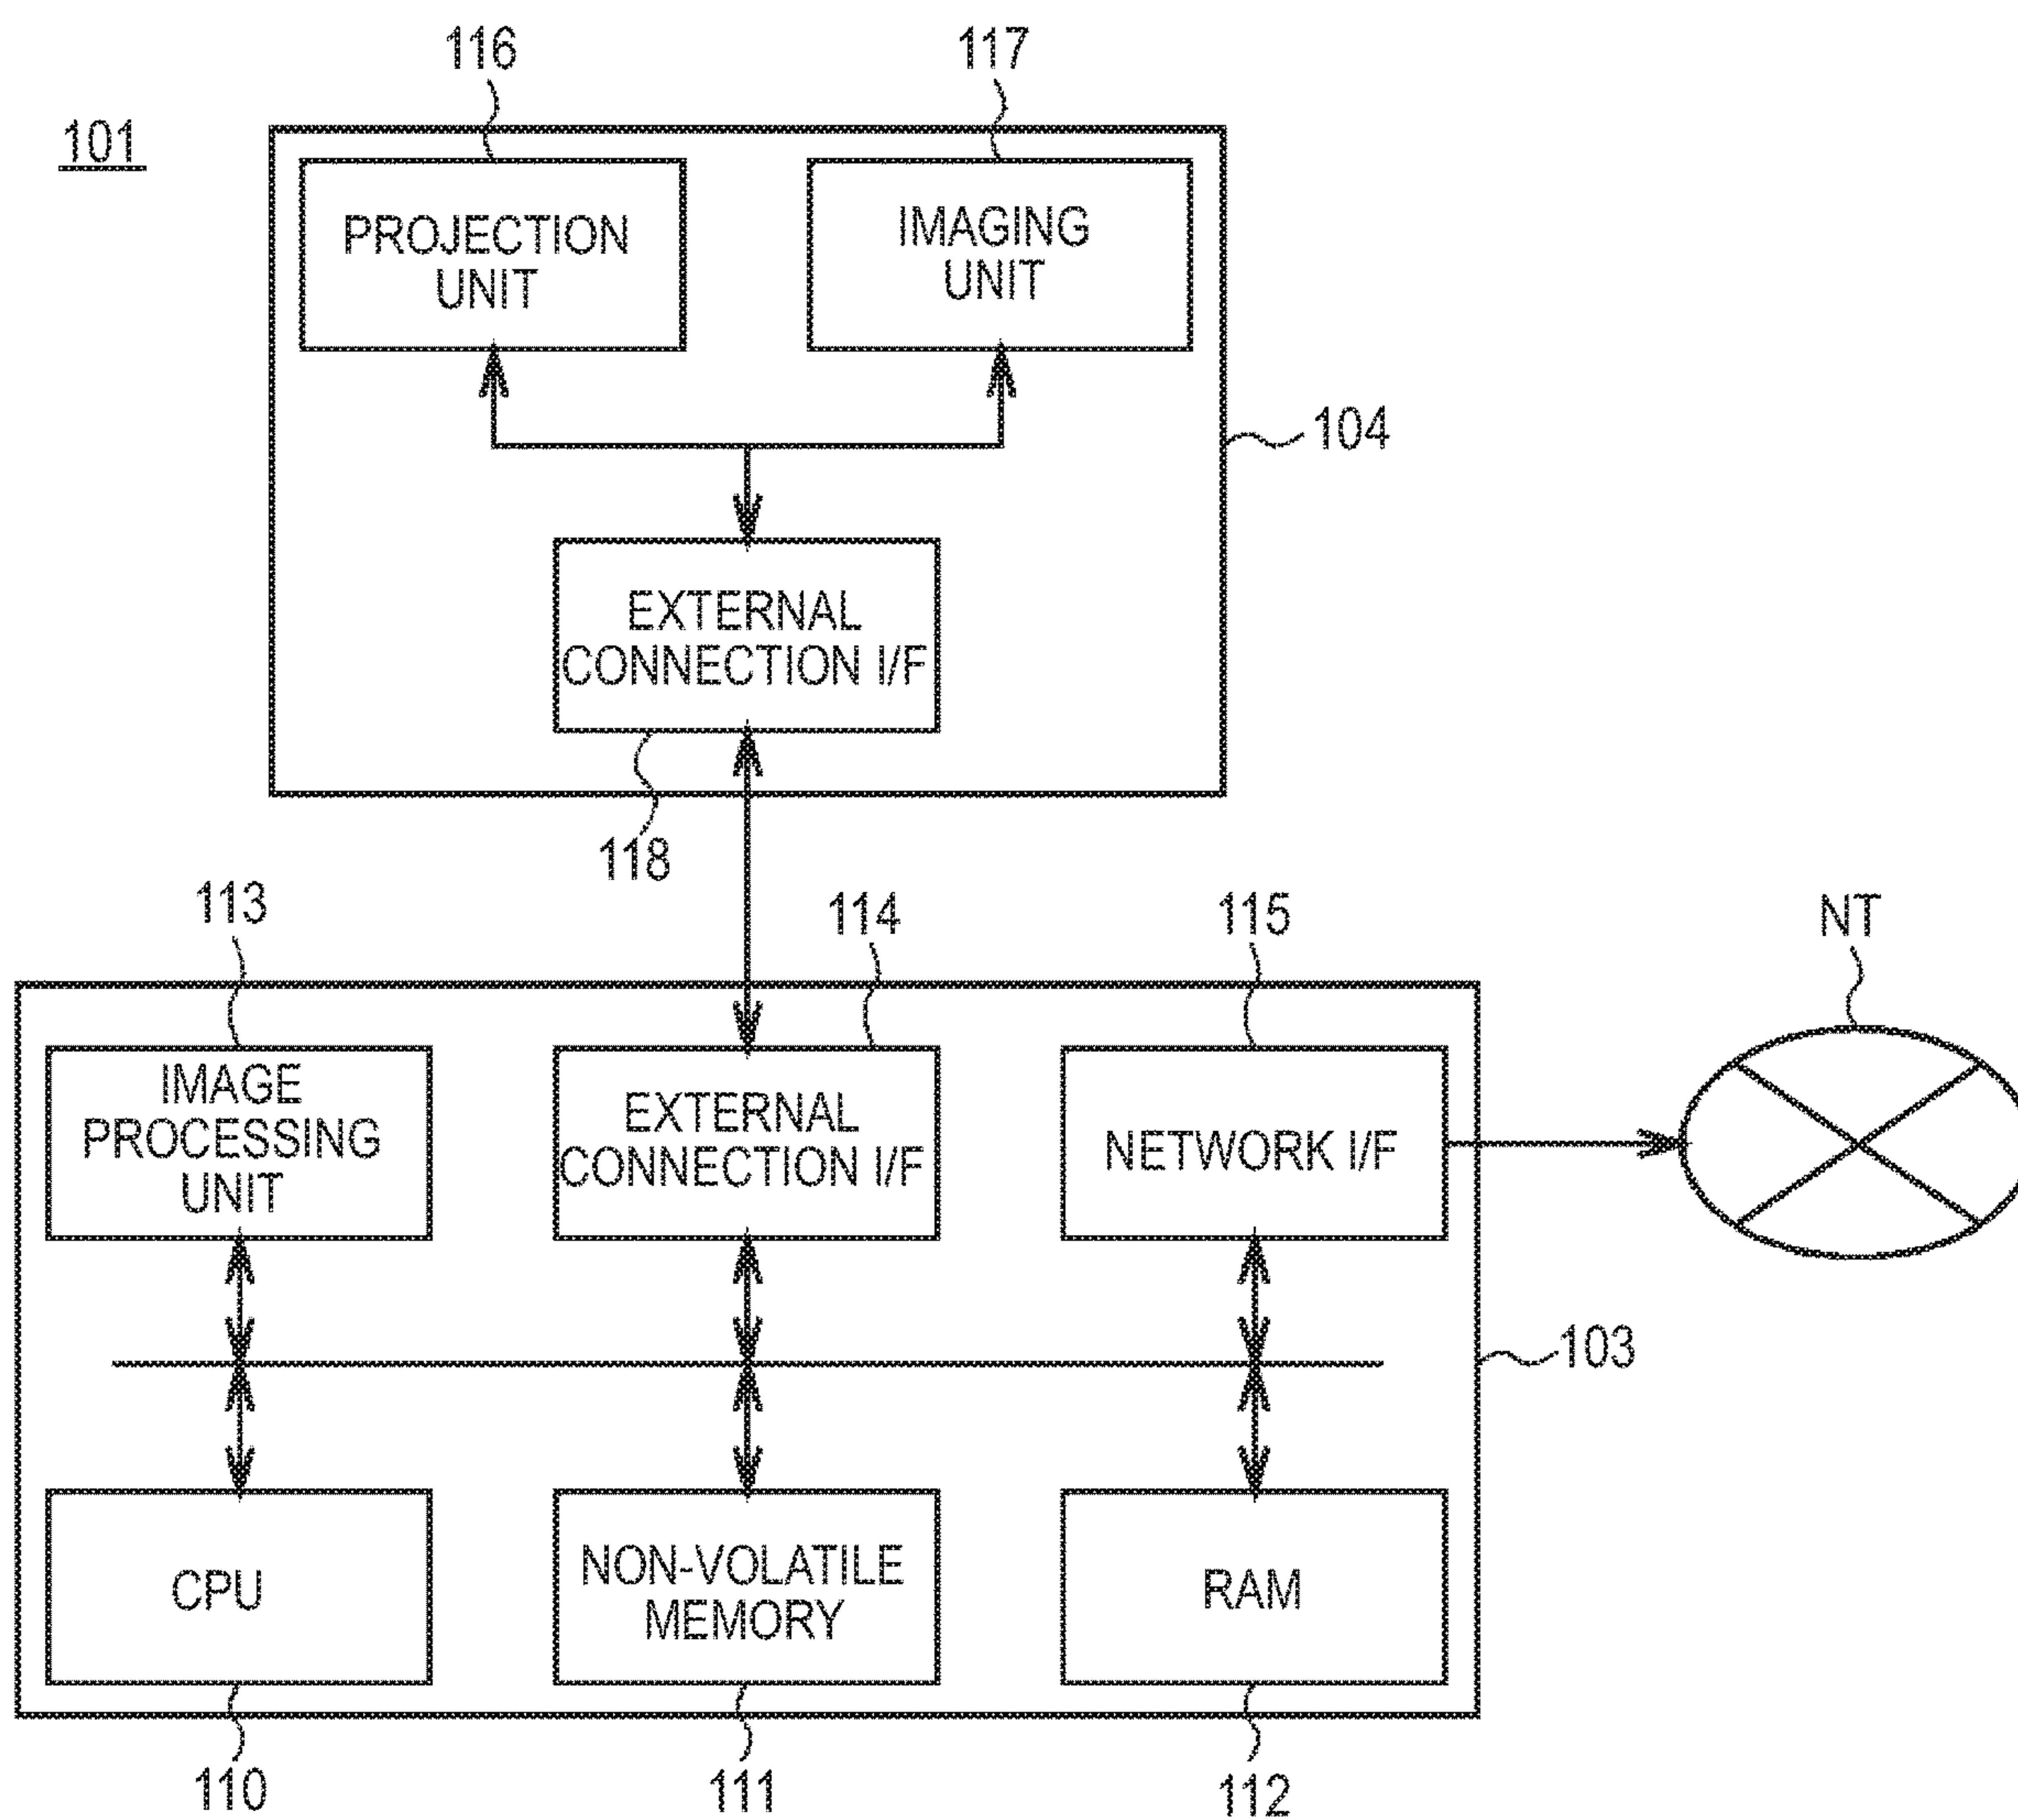 116
117
101
PROJECTION
UNIT
IMAGING
UNIT
104
EXTERNAL
CONNECTION I/F
118
113
114
115
NT
IMAGE
PROCESSING
UNIT
EXTERNAL
CONNECTION I/F
NETWORK I/F
103
CPU
NON-VOLATILE
MEMORY
RAM
110
111
112